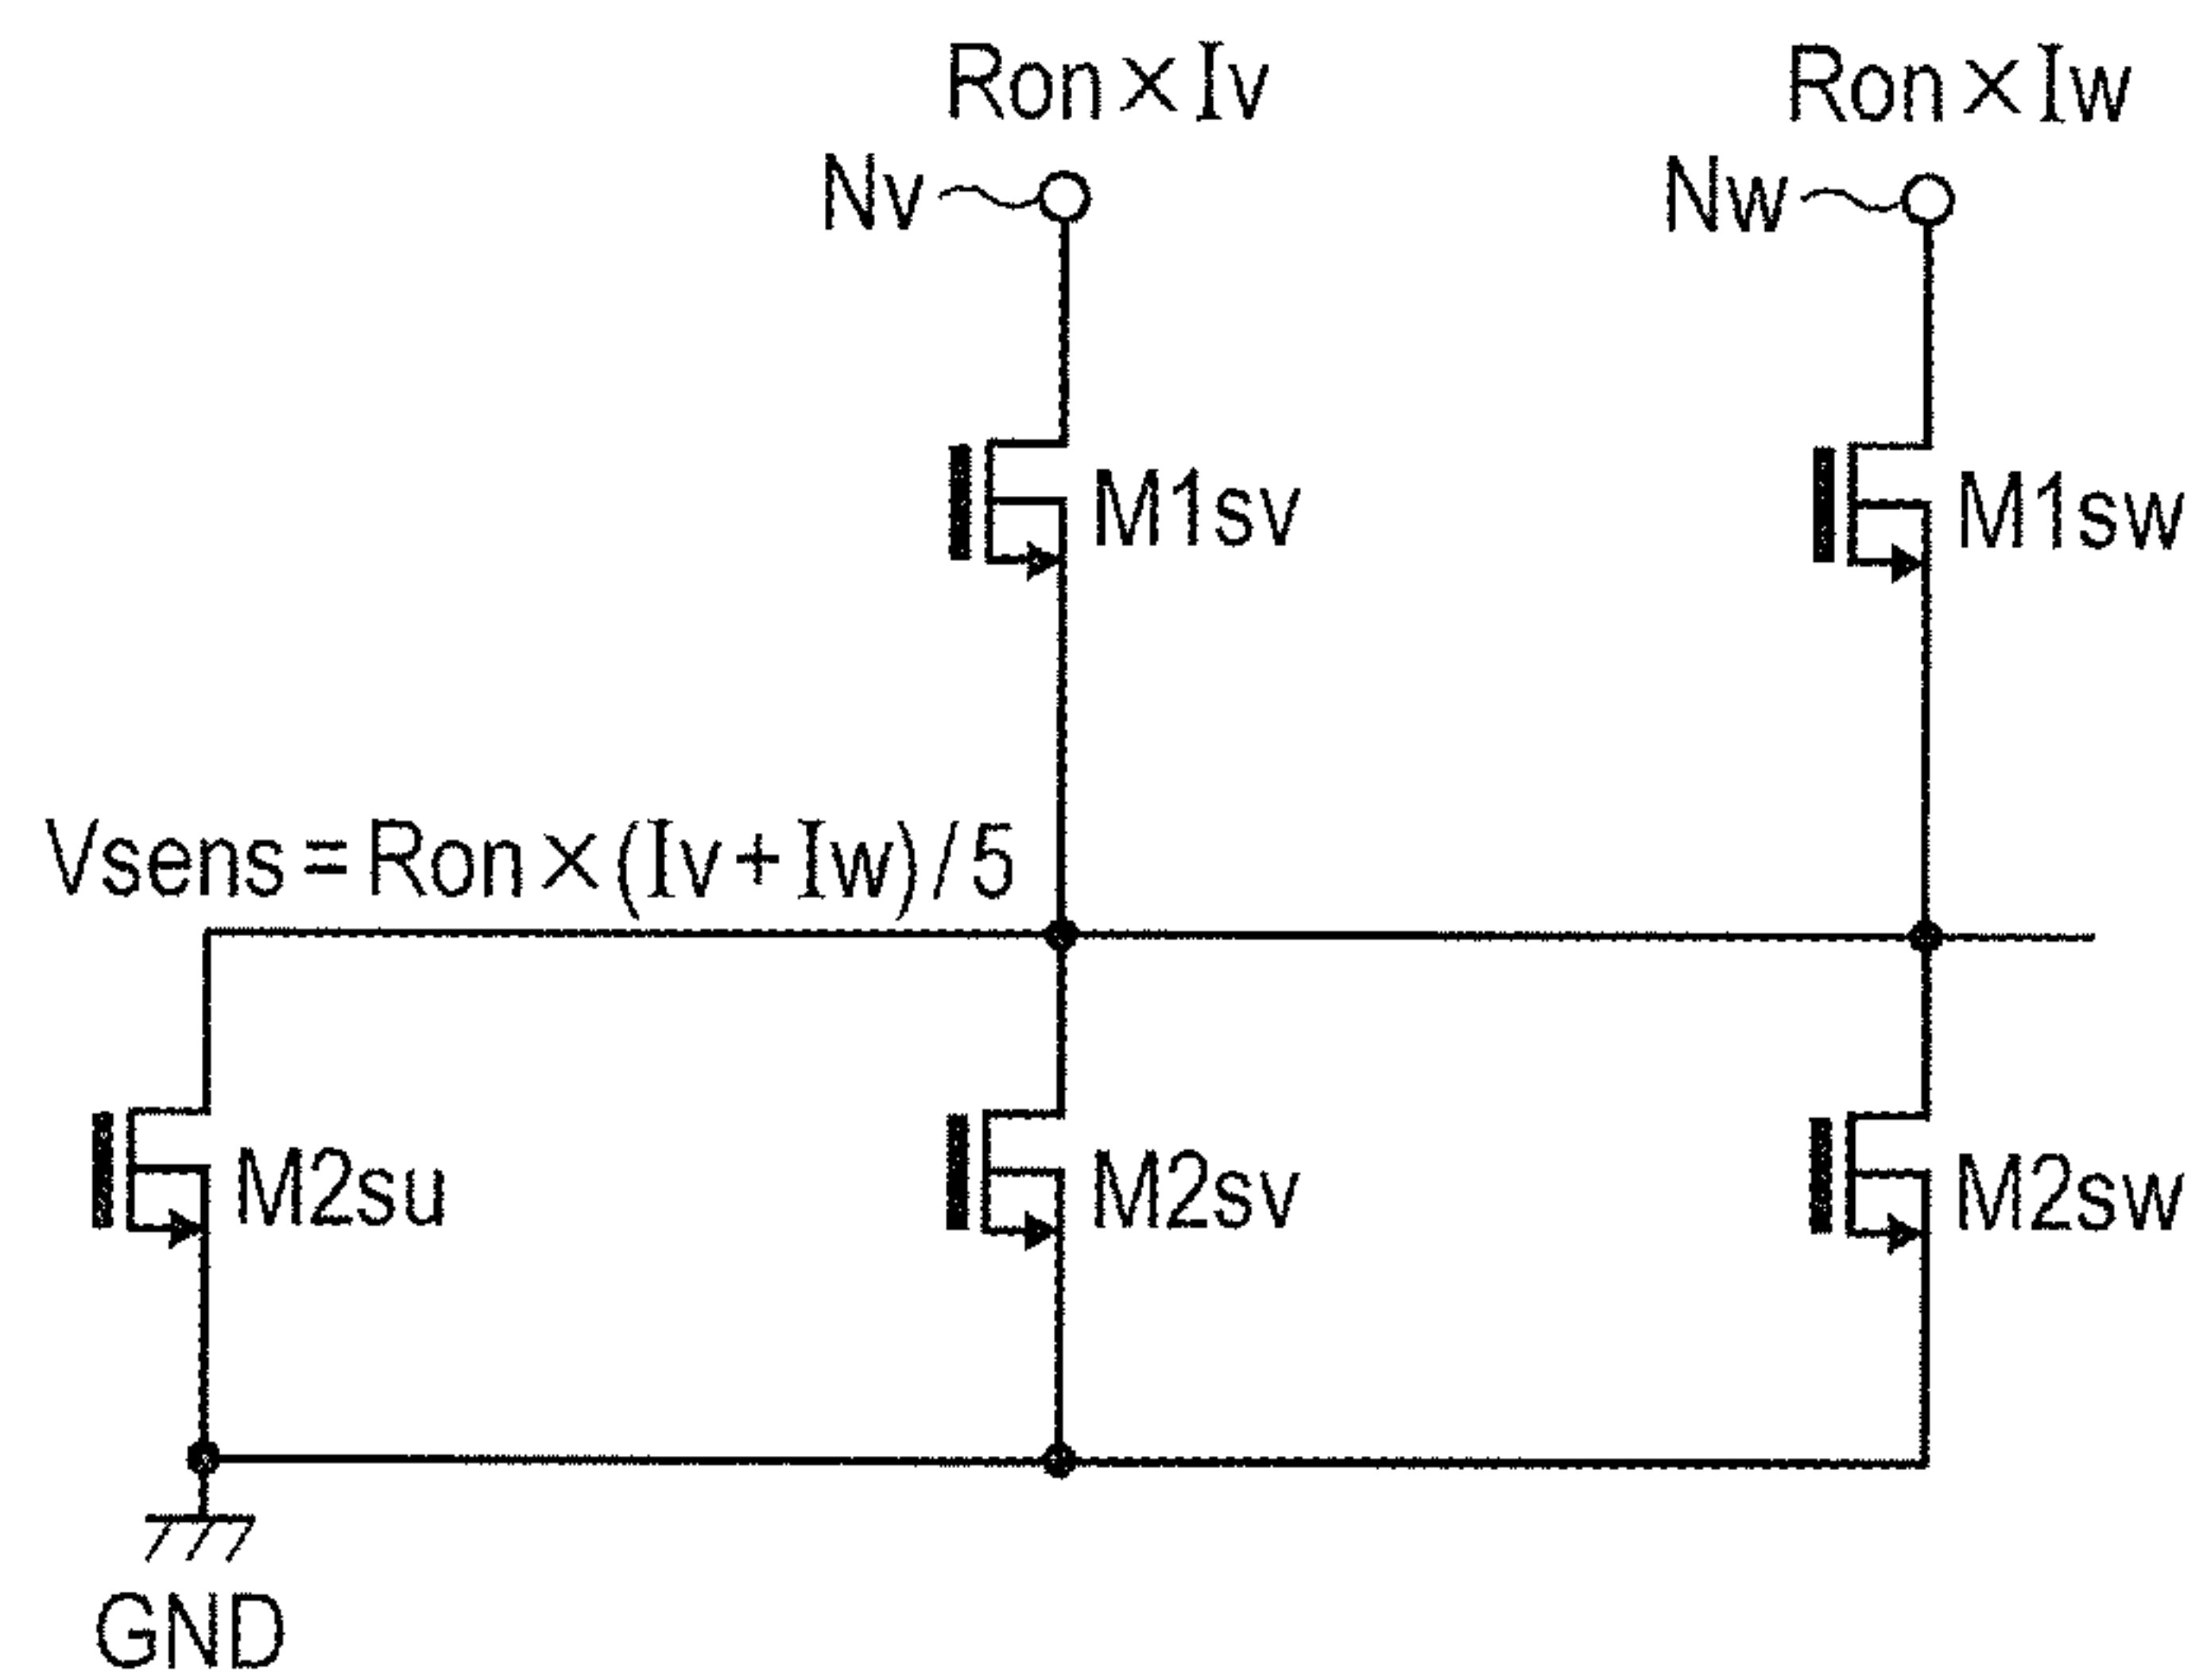 Ron×Iv
Ron×Iw
Nv
Nw
M1sv
M1sw
Vsens=Ron×(Iv+Iw)/5
M2su
M2sv
M2sw
GND